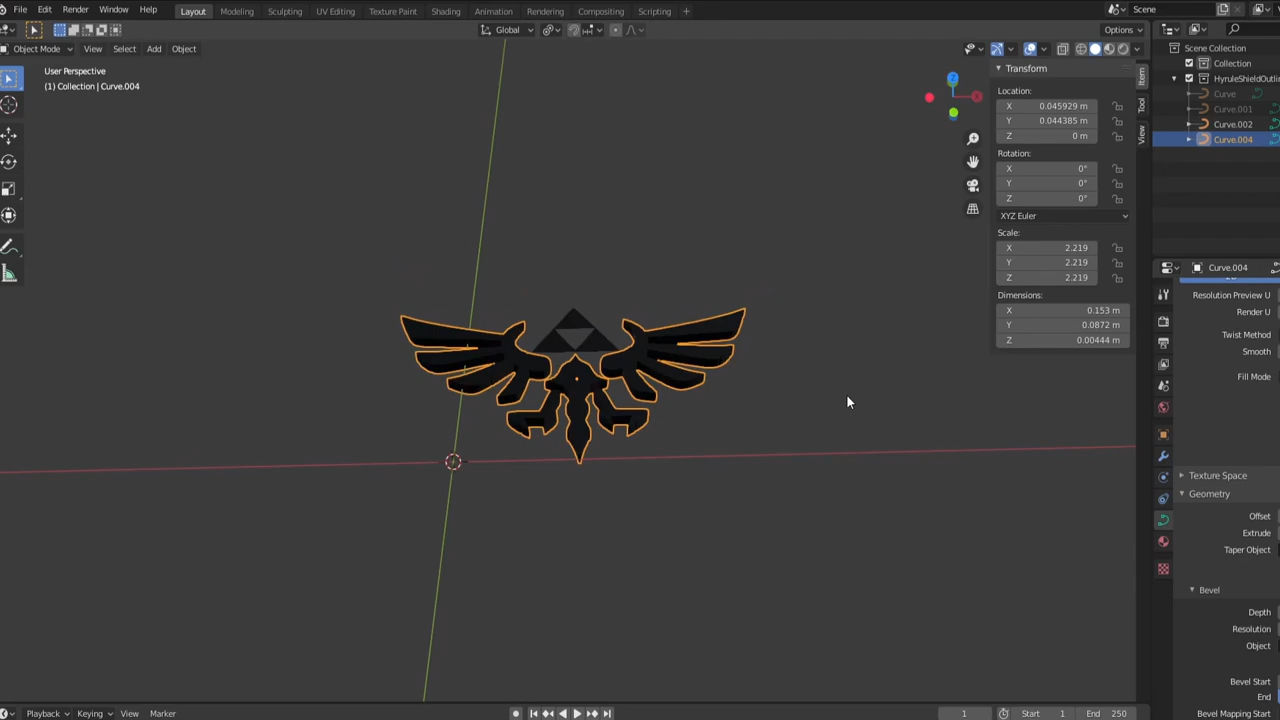 File Edit Render Window Help Layout Modeling Sculpting UV Editing Texture Paint Shading Animation Rendering Compositing Scripting + Scene
Global Options
Object Mode View Select Add Object
User Perspective
(1) Collection | Curve.004
Transform
Location:
X 0.045929 m
Y 0.044385 m
Z 0 m
Rotation:
X 0°
Y 0°
Z 0°
XYZ Euler
Scale:
X 2.219
Y 2.219
Z 2.219
Dimensions:
X 0.153 m
Y 0.0872 m
Z 0.00444 m
Item
Tool
View
Z
X
Scene Collection
Collection
HyruleShieldOutlin
Curve
Curve.001
Curve.002
Curve.004
Curve.004
Resolution Preview U
Render U
Twist Method
Smooth
Fill Mode
Texture Space
Geometry
Offset
Extrude
Taper Object
Bevel
Depth
Resolution
Object
Bevel Start
End
Bevel Mapping Start
Playback Keying View Marker 1 Start 1 End 250